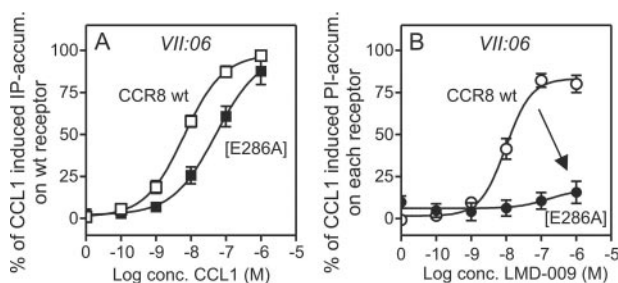 A
VII:06
% of CCL1 induced IP-accum.
on wt receptor
100
75
50
25
0
CCR8 wt
[E286A]
0 -10 -9 -8 -7 -6 -5
Log conc. CCL1 (M)
B
VII:06
% of CCL1 induced PI-accum.
on each receptor
100
75
50
25
0
CCR8 wt
[E286A]
0 -10 -9 -8 -7 -6 -5
Log conc. LMD-009 (M)